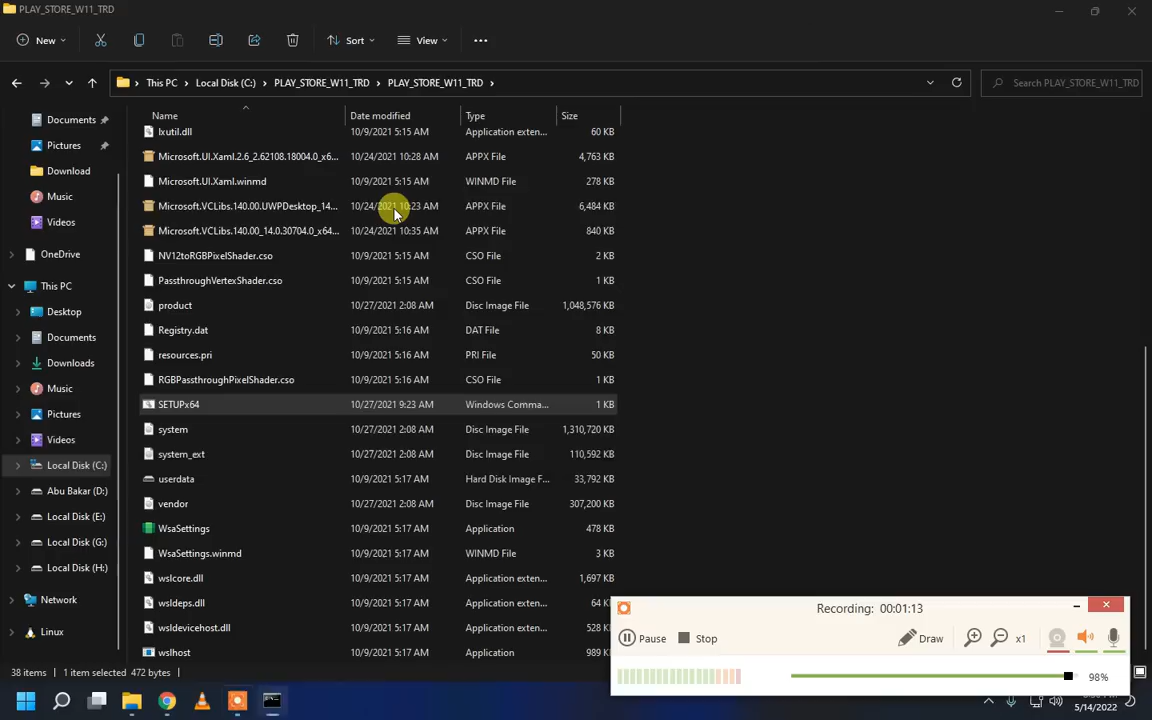 PLAY_STORE_W11_TRD
New
Sort
View
This PC
Local Disk (C:)
PLAY_STORE_W11_TRD
PLAY_STORE_W11_TRD
Search PLAY_STORE_W11_TRD
Name
Date modified
Type
Size
Documents
Pictures
Download
Music
Videos
OneDrive
This PC
Desktop
Documents
Downloads
Music
Pictures
Videos
Local Disk (C:)
Abu Bakar (D:)
Local Disk (E:)
Local Disk (G:)
Local Disk (H:)
Network
Linux
lxutil.dll 10/9/2021 5:15 AM Application exten... 60 KB
Microsoft.UI.Xaml.2.6_2.62108.18004.0_x6... 10/24/2021 10:28 AM APPX File 4,763 KB
Microsoft.UI.Xaml.winmd 10/9/2021 5:15 AM WINMD File 278 KB
Microsoft.VCLibs.140.00.UWPDesktop_14... 10/24/2021 10:23 AM APPX File 6,484 KB
Microsoft.VCLibs.140.00_14.0.30704.0_x64... 10/24/2021 10:35 AM APPX File 840 KB
NV12toRGBPixelShader.cso 10/9/2021 5:15 AM CSO File 2 KB
PassthroughVertexShader.cso 10/9/2021 5:15 AM CSO File 1 KB
product 10/27/2021 2:08 AM Disc Image File 1,048,576 KB
Registry.dat 10/9/2021 5:16 AM DAT File 8 KB
resources.pri 10/9/2021 5:16 AM PRI File 50 KB
RGBPassthroughPixelShader.cso 10/9/2021 5:16 AM CSO File 1 KB
SETUPx64 10/27/2021 9:23 AM Windows Comma... 1 KB
system 10/27/2021 2:08 AM Disc Image File 1,310,720 KB
system_ext 10/27/2021 2:08 AM Disc Image File 110,592 KB
userdata 10/9/2021 5:17 AM Hard Disk Image F... 33,792 KB
vendor 10/27/2021 2:08 AM Disc Image File 307,200 KB
WsaSettings 10/9/2021 5:17 AM Application 478 KB
WsaSettings.winmd 10/9/2021 5:17 AM WINMD File 3 KB
wslcore.dll 10/9/2021 5:17 AM Application exten... 1,697 KB
wsldeps.dll 10/9/2021 5:17 AM Application exten... 64
wsldevicehost.dll 10/9/2021 5:17 AM Application exten... 528
wslhost 10/9/2021 5:17 AM Application 989
Recording: 00:01:13
Pause
Stop
Draw
x1
98%
38 items
1 item selected 472 bytes
5/14/2022